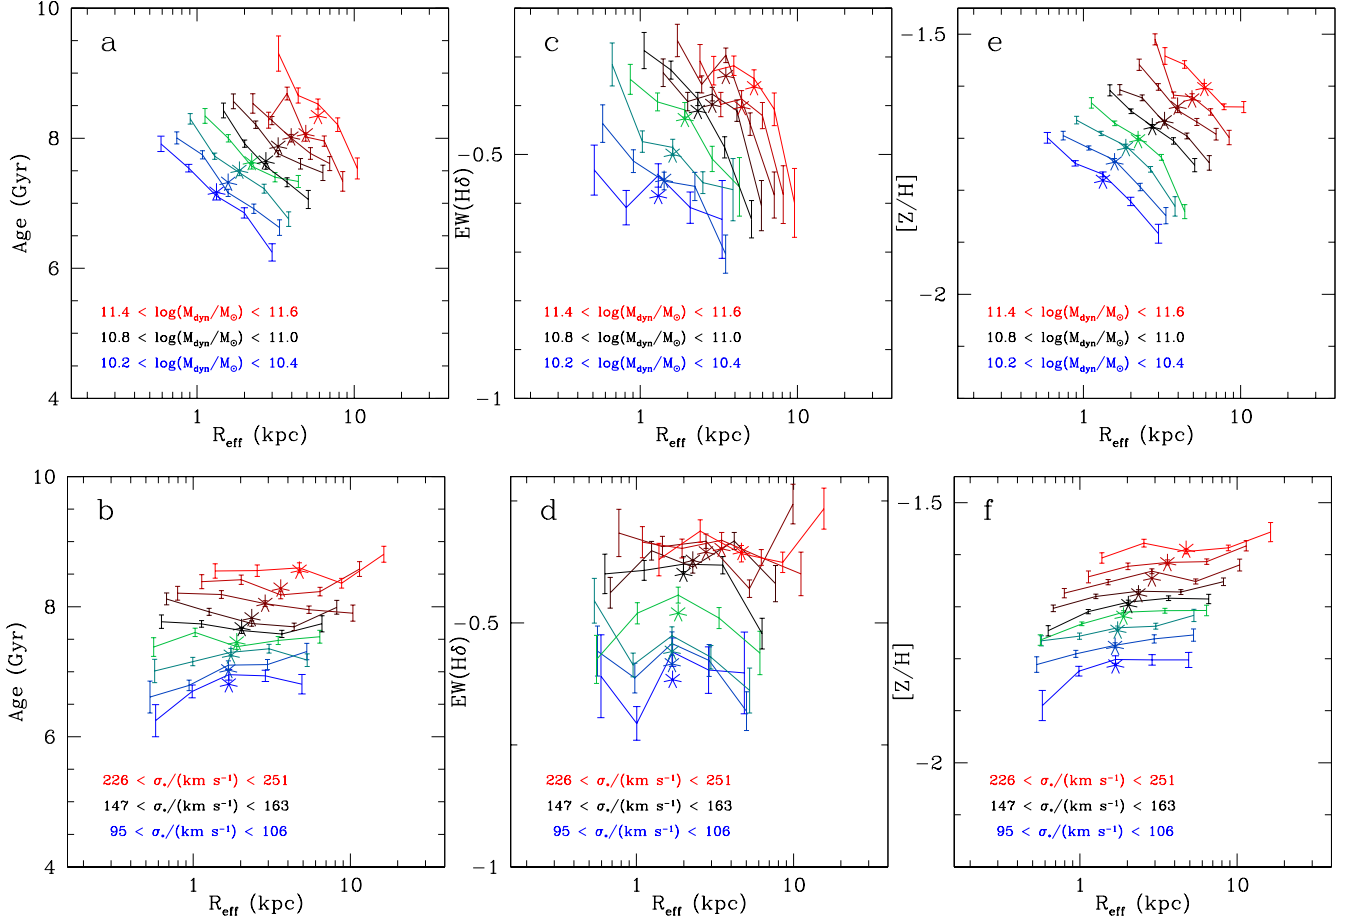 a
10
8
6
4
Age (Gyr)
11.4 < log(M_dyn/M_⊙) < 11.6
10.8 < log(M_dyn/M_⊙) < 11.0
10.2 < log(M_dyn/M_⊙) < 10.4
1
10
R_eff (kpc)
c
−0.5
−1
EW(Hδ)
11.4 < log(M_dyn/M_⊙) < 11.6
10.8 < log(M_dyn/M_⊙) < 11.0
10.2 < log(M_dyn/M_⊙) < 10.4
1
10
R_eff (kpc)
e
−1.5
−2
[Z/H]
11.4 < log(M_dyn/M_⊙) < 11.6
10.8 < log(M_dyn/M_⊙) < 11.0
10.2 < log(M_dyn/M_⊙) < 10.4
1
10
R_eff (kpc)
b
10
8
6
4
Age (Gyr)
226 < σ_*/(km s⁻¹) < 251
147 < σ_*/(km s⁻¹) < 163
95 < σ_*/(km s⁻¹) < 106
1
10
R_eff (kpc)
d
−0.5
−1
EW(Hδ)
226 < σ_*/(km s⁻¹) < 251
147 < σ_*/(km s⁻¹) < 163
95 < σ_*/(km s⁻¹) < 106
1
10
R_eff (kpc)
f
−1.5
−2
[Z/H]
226 < σ_*/(km s⁻¹) < 251
147 < σ_*/(km s⁻¹) < 163
95 < σ_*/(km s⁻¹) < 106
1
10
R_eff (kpc)